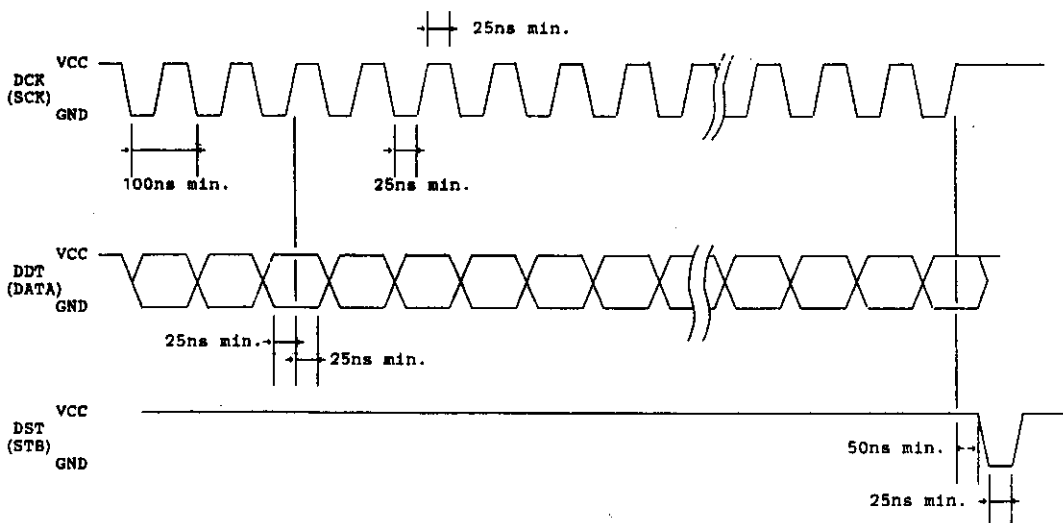 25ns min.
VCC
DCK
(SCK)
GND
100ns min.
25ns min.
VCC
DDT
(DATA)
GND
25ns min.
25ns min.
VCC
DST
(STB)
GND
50ns min.
25ns min.